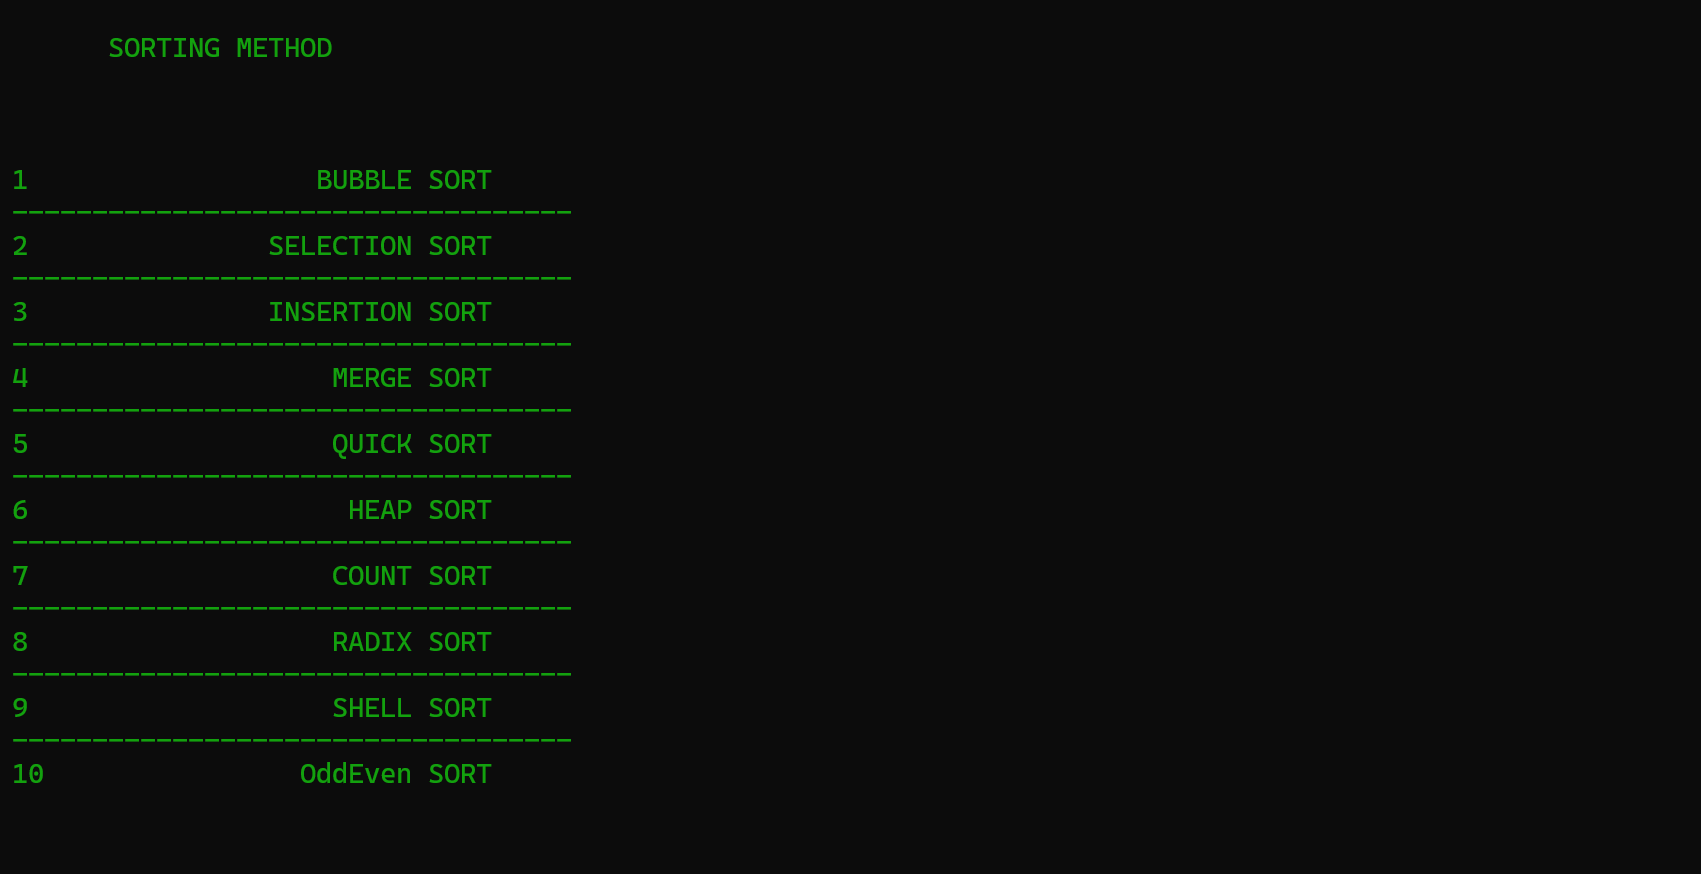 SORTING METHOD
1 BUBBLE SORT
-----------------------------------
2 SELECTION SORT
-----------------------------------
3 INSERTION SORT
-----------------------------------
4 MERGE SORT
-----------------------------------
5 QUICK SORT
-----------------------------------
6 HEAP SORT
-----------------------------------
7 COUNT SORT
-----------------------------------
8 RADIX SORT
-----------------------------------
9 SHELL SORT
-----------------------------------
10 OddEven SORT